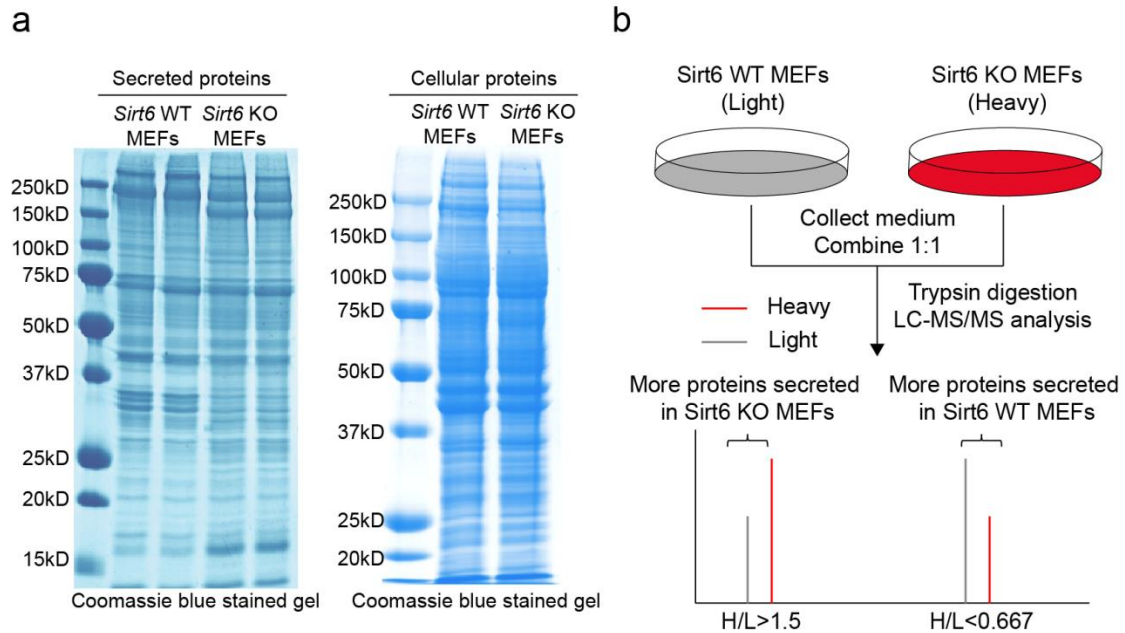 a
Secreted proteins
Sirt6 WT MEFs
Sirt6 KO MEFs
250kD
150kD
100kD
75kD
50kD
37kD
25kD
20kD
15kD
Coomassie blue stained gel
Cellular proteins
Sirt6 WT MEFs
Sirt6 KO MEFs
250kD
150kD
100kD
75kD
50kD
37kD
25kD
20kD
Coomassie blue stained gel
b
Sirt6 WT MEFs
(Light)
Sirt6 KO MEFs
(Heavy)
Collect medium
Combine 1:1
Heavy
Light
Trypsin digestion
LC-MS/MS analysis
More proteins secreted
in Sirt6 KO MEFs
More proteins secreted
in Sirt6 WT MEFs
H/L>1.5
H/L<0.667